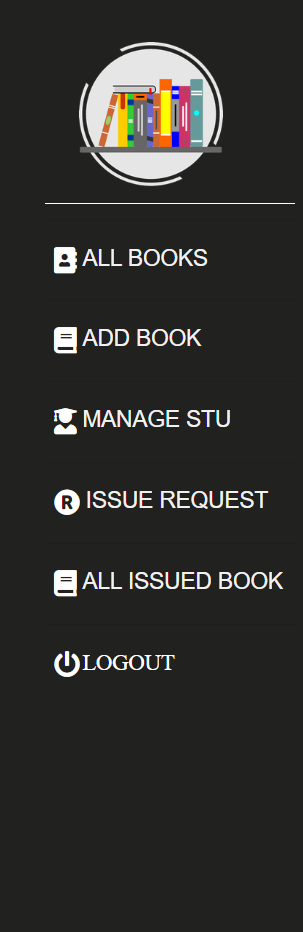 ALL BOOKS
ADD BOOK
MANAGE STU
ISSUE REQUEST
ALL ISSUED BOOK
LOGOUT